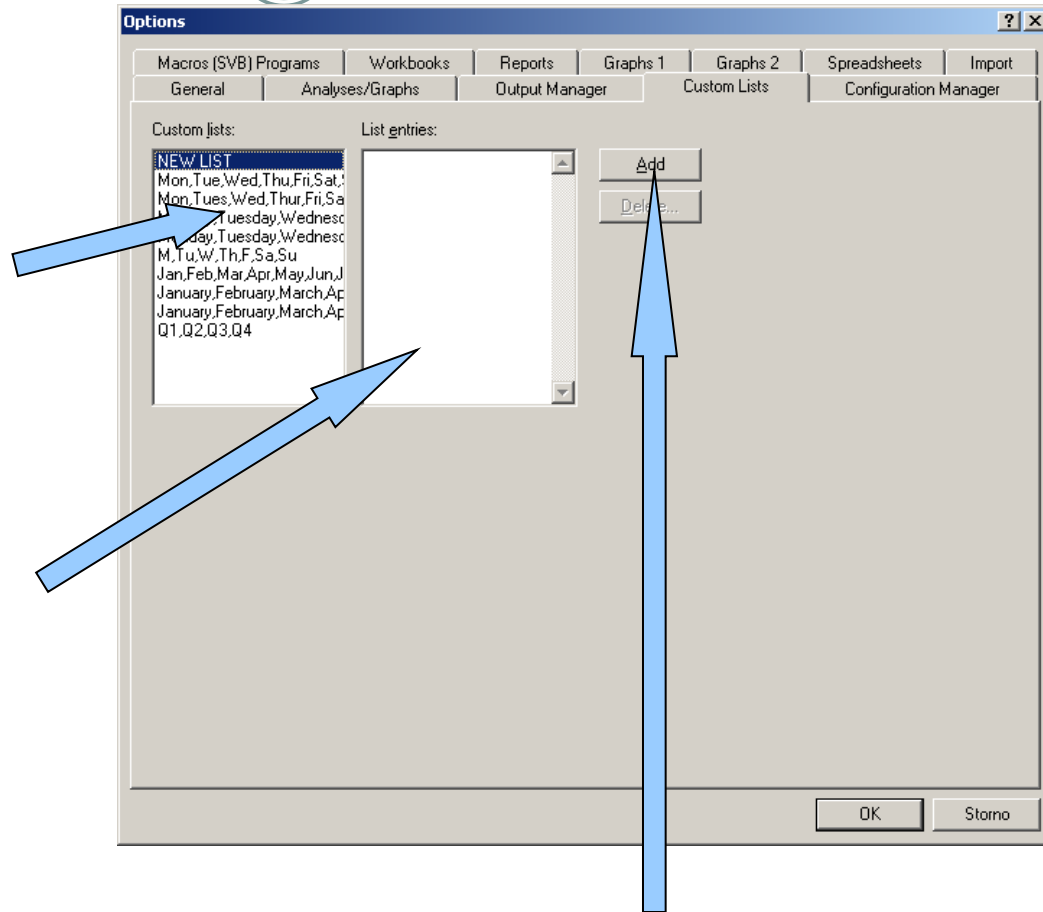 Options
Macros (SVB) Programs Workbooks Reports Graphs 1 Graphs 2 Spreadsheets Import
General Analyses/Graphs Output Manager Custom Lists Configuration Manager
Custom lists: List entries:
NEW LIST
Add
Mon,Tue,Wed,Thu,Fri,Sat,
Mon,Tues,Wed,Thur,Fri,Sa
Delete...
Tuesday,Wednesd
day,Tuesday,Wednesd
M,Tu,W,Th,F,Sa,Su
Jan,Feb,Mar,Apr,May,Jun,J
January,February,March,Ap
January,February,March,Ap
Q1,Q2,Q3,Q4
OK Storno